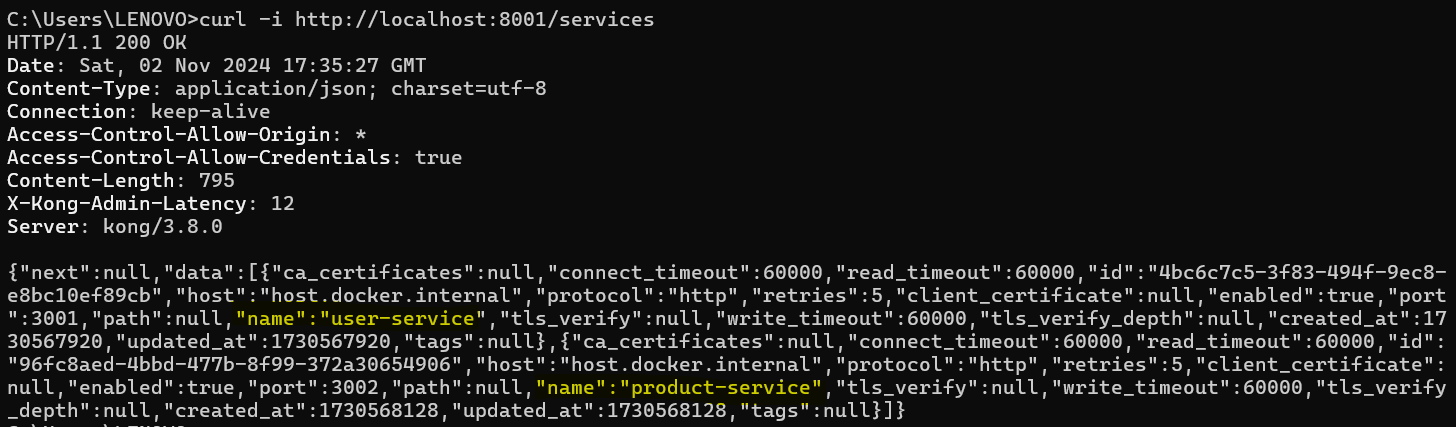 C:\Users\LENOVO>curl -i http://localhost:8001/services
HTTP/1.1 200 OK
Date: Sat, 02 Nov 2024 17:35:27 GMT
Content-Type: application/json; charset=utf-8
Connection: keep-alive
Access-Control-Allow-Origin: *
Access-Control-Allow-Credentials: true
Content-Length: 795
X-Kong-Admin-Latency: 12
Server: kong/3.8.0
{"next":null,"data":[{"ca_certificates":null,"connect_timeout":60000,"read_timeout":60000,"id":"4bc6c7c5-3f83-494f-9ec8-
e8bc10ef89cb","host":"host.docker.internal","protocol":"http","retries":5,"client_certificate":null,"enabled":true,"port
":3001,"path":null,"name":"user-service","tls_verify":null,"write_timeout":60000,"tls_verify_depth":null,"created_at":17
30567920,"updated_at":1730567920,"tags":null},{"ca_certificates":null,"connect_timeout":60000,"read_timeout":60000,"id":
"96fc8aed-4bbd-477b-8f99-372a30654906","host":"host.docker.internal","protocol":"http","retries":5,"client_certificate":
null,"enabled":true,"port":3002,"path":null,"name":"product-service","tls_verify":null,"write_timeout":60000,"tls_verify
_depth":null,"created_at":1730568128,"updated_at":1730568128,"tags":null}]}